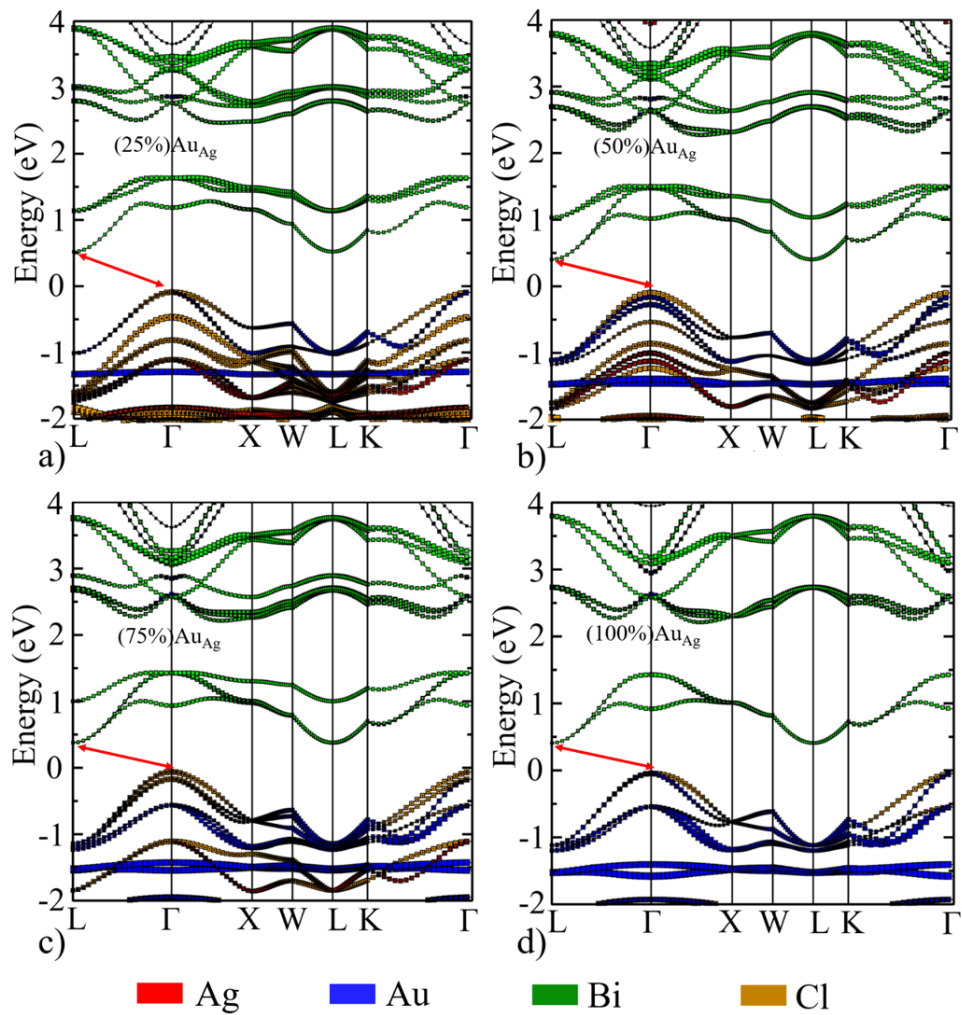 4
3
2
1
0
-1
-2
Energy (eV)
(25%)AuAg
L Γ X W L K Γ
a)
4
3
2
1
0
-1
-2
Energy (eV)
(50%)AuAg
L Γ X W L K Γ
b)
4
3
2
1
0
-1
-2
Energy (eV)
(75%)AuAg
L Γ X W L K Γ
c)
4
3
2
1
0
-1
-2
Energy (eV)
(100%)AuAg
L Γ X W L K Γ
d)
Ag Au Bi Cl